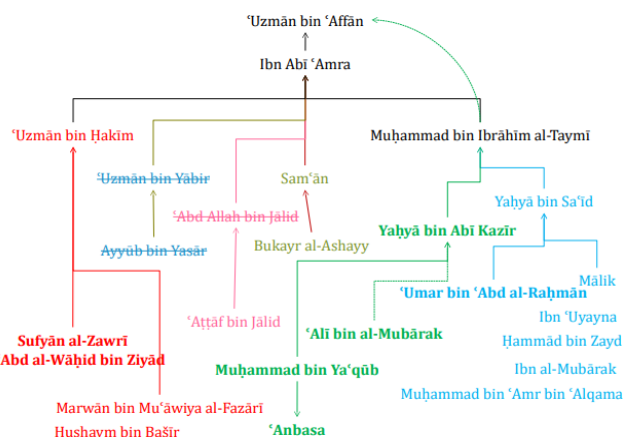 ʿUzmān bin ʿAffān
Ibn Abī ʿAmra
ʿUzmān bin Ḥakīm
Muḥammad bin Ibrāhīm al-Taymī
ʿUzmān bin Yābir
Samʿān
ʿAbd Allah bin Jālid
Yaḥyā bin Saʿīd
Ayyūb bin Yasār
Bukayr al-Ashayy
Yaḥyā bin Abī Kazīr
Mālik
ʿUmar bin ʿAbd al-Raḥmān
Ibn ʿUyayna
ʿAṭṭāf bin Jālid
ʿAlī bin al-Mubārak
Ḥammād bin Zayd
Sufyān al-Zawrī
Abd al-Wāḥid bin Ziyād
Ibn al-Mubārak
Muḥammad bin Yaʿqūb
Muḥammad bin ʿAmr bin ʿAlqama
Marwān bin Muʿāwiya al-Fazārī
ʿAnbasa
Hushaym bin Bašīr